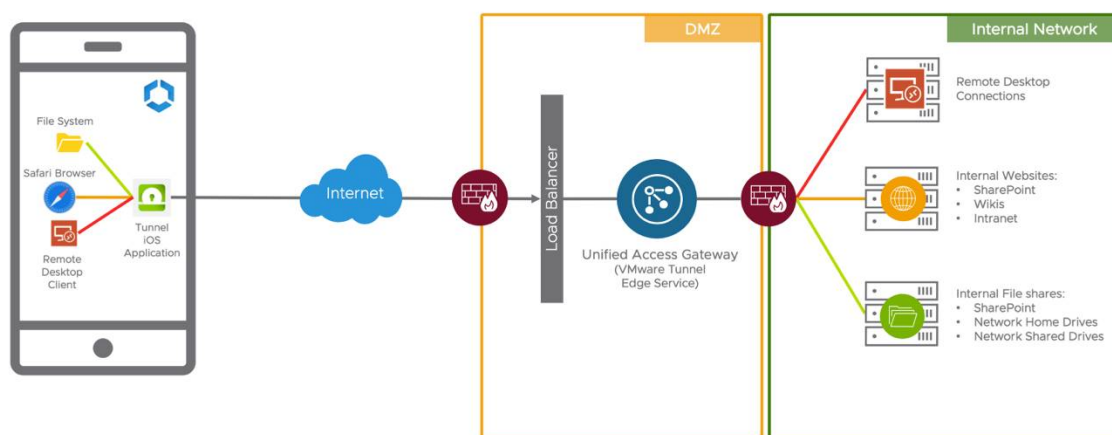 File System
Safari Browser
Tunnel
iOS
Application
Remote
Desktop
Client
Internet
DMZ
Load Balancer
Unified Access Gateway
(VMware Tunnel
Edge Service)
Internal Network
Remote Desktop
Connections
Internal Websites:
• SharePoint
• Wikis
• Intranet
Internal File shares:
• SharePoint
• Network Home Drives
• Network Shared Drives